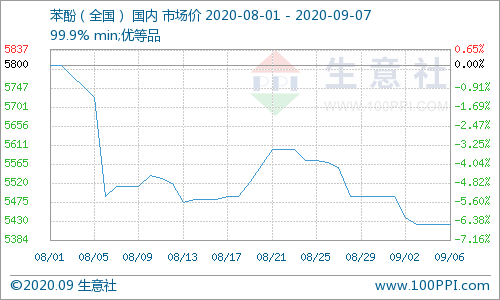 苯酚（全国）国内 市场价 2020-08-01 - 2020-09-07
99.9% min;优等品
5837 0.65%
5800 0.00%
5747 -0.91%
5701 -1.71%
5656 -2.47%
5611 -3.25%
5566 -4.04%
5520 -4.82%
5475 -5.60%
5430 -6.38%
5384 -7.16%
生意社
WWW.100PPI.COM
08/01 08/05 08/09 08/13 08/17 08/21 08/25 08/29 09/02 09/06
©2020.09 生意社 www.100PPI.com